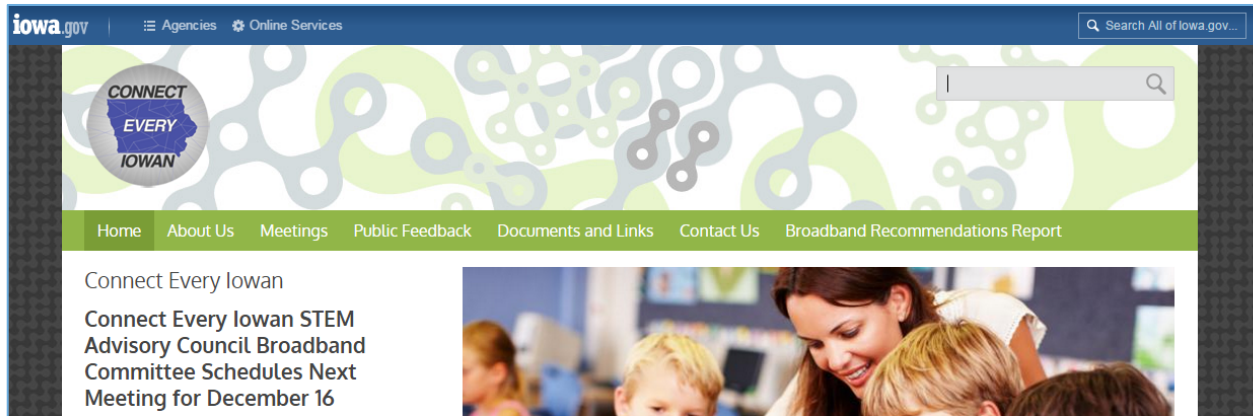 iowa.gov Agencies Online Services Search All of Iowa.gov...
CONNECT
EVERY
IOWAN
Home About Us Meetings Public Feedback Documents and Links Contact Us Broadband Recommendations Report
Connect Every Iowan
Connect Every Iowan STEM
Advisory Council Broadband
Committee Schedules Next
Meeting for December 16